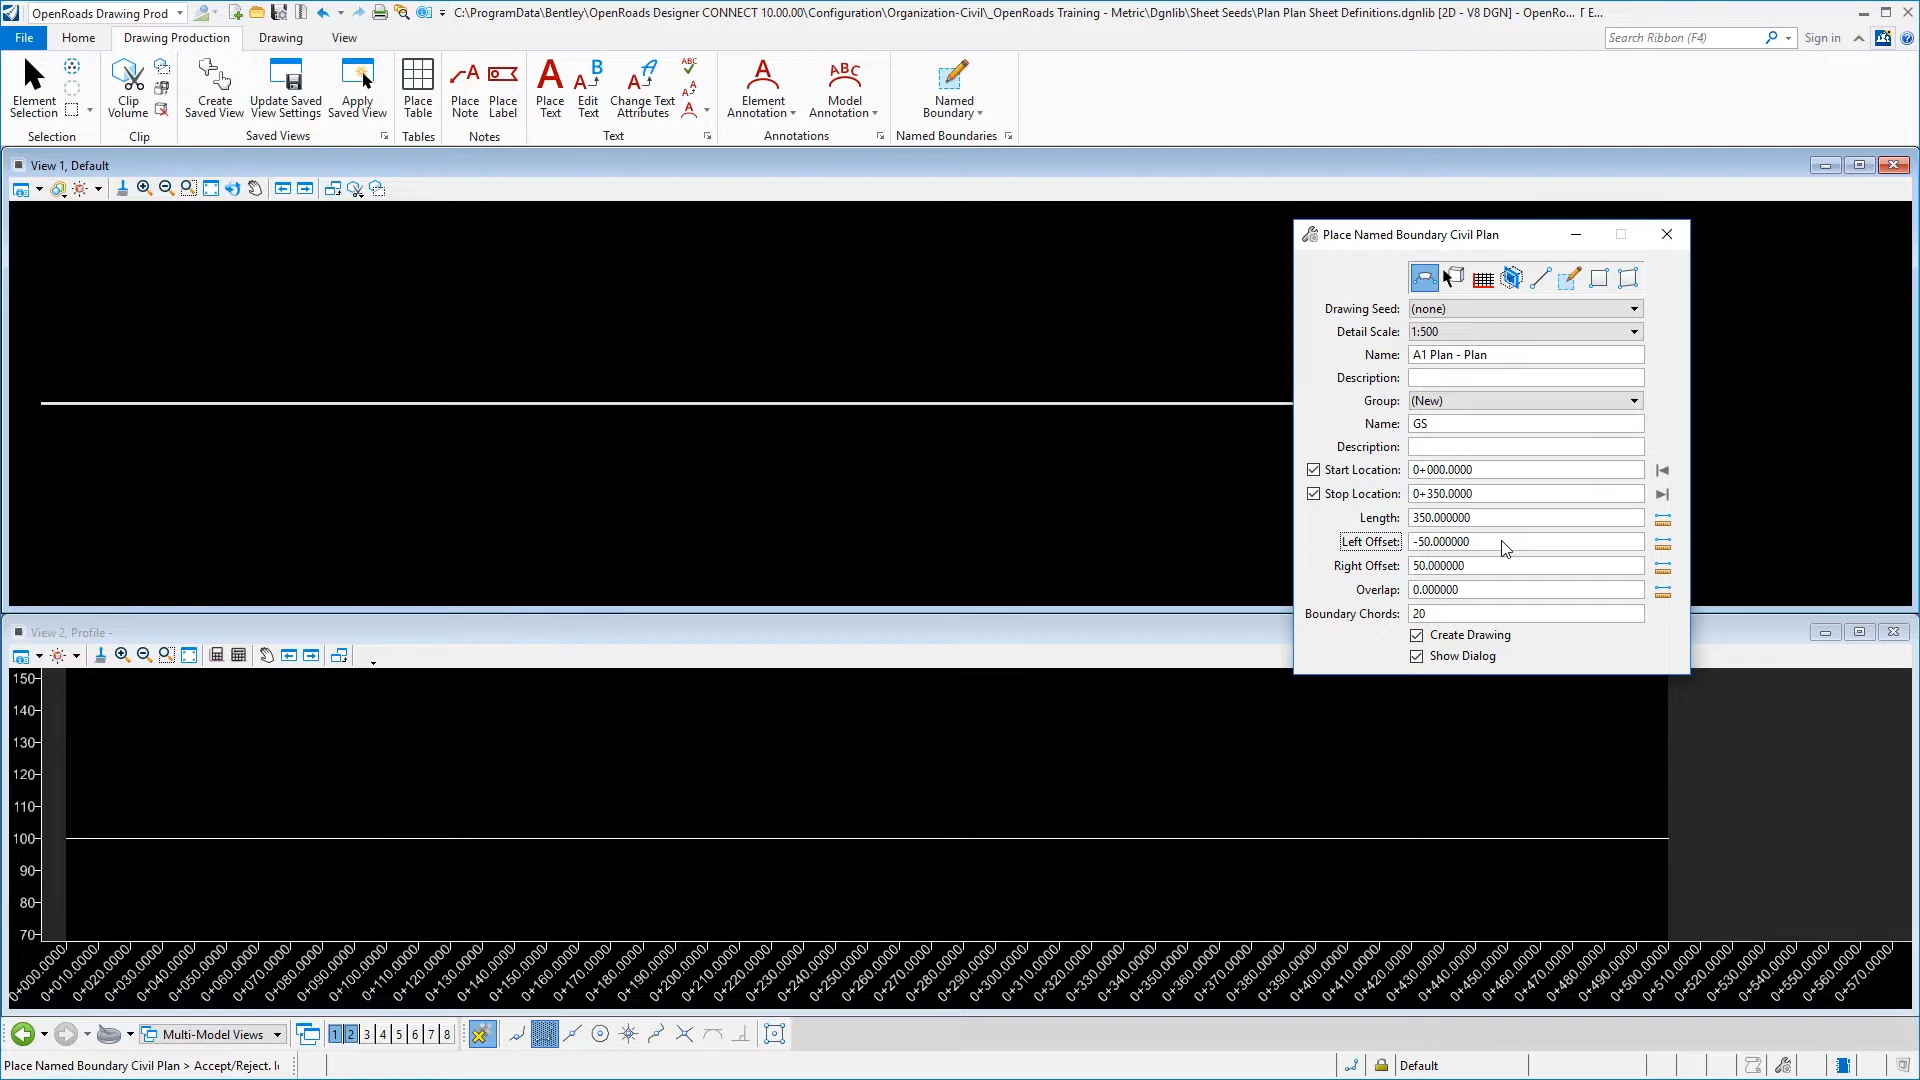 OpenRoads Drawing Prod
C:\ProgramData\Bentley\OpenRoads Designer CONNECT 10.00.00\Configuration\Organization-Civil\_OpenRoads Training - Metric\Dgnlib\Sheet Seeds\Plan Plan Sheet Definitions.dgnlib [2D - V8 DGN] - OpenRo...
File Home Drawing Production Drawing View
Search Ribbon (F4)
Sign in
Element Selection
Clip Volume
Create Saved View
Update Saved View Settings
Apply Saved View
Place Table
Place Note
Place Label
Place Text
Edit Text
Change Text Attributes
Element Annotation
Model Annotation
Named Boundary
Selection Clip Saved Views Tables Notes Text Annotations Named Boundaries
View 1, Default
Place Named Boundary Civil Plan
Drawing Seed: (none)
Detail Scale: 1:500
Name: A1 Plan - Plan
Description:
Group: (New)
Name: GS
Description:
Start Location: 0+000.0000
Stop Location: 0+350.0000
Length: 350.000000
Left Offset: -50.000000
Right Offset: 50.000000
Overlap: 0.000000
Boundary Chords: 20
Create Drawing
Show Dialog
View 2, Profile -
150
140
130
120
110
100
90
80
70
0+000.0000 0+010.0000 0+020.0000 0+030.0000 0+040.0000 0+050.0000 0+060.0000 0+070.0000 0+080.0000 0+090.0000 0+100.0000 0+110.0000 0+120.0000 0+130.0000 0+140.0000 0+150.0000 0+160.0000 0+170.0000 0+180.0000 0+190.0000 0+200.0000 0+210.0000 0+220.0000 0+230.0000 0+240.0000 0+250.0000 0+260.0000 0+270.0000 0+280.0000 0+290.0000 0+300.0000 0+310.0000 0+320.0000 0+330.0000 0+340.0000 0+350.0000 0+360.0000 0+370.0000 0+380.0000 0+390.0000 0+400.0000 0+410.0000 0+420.0000 0+430.0000 0+440.0000 0+450.0000 0+460.0000 0+470.0000 0+480.0000 0+490.0000 0+500.0000 0+510.0000 0+520.0000 0+530.0000 0+540.0000 0+550.0000 0+560.0000 0+570.0000
Multi-Model Views 1 2 3 4 5 6 7 8
Place Named Boundary Civil Plan > Accept/Reject.
Default